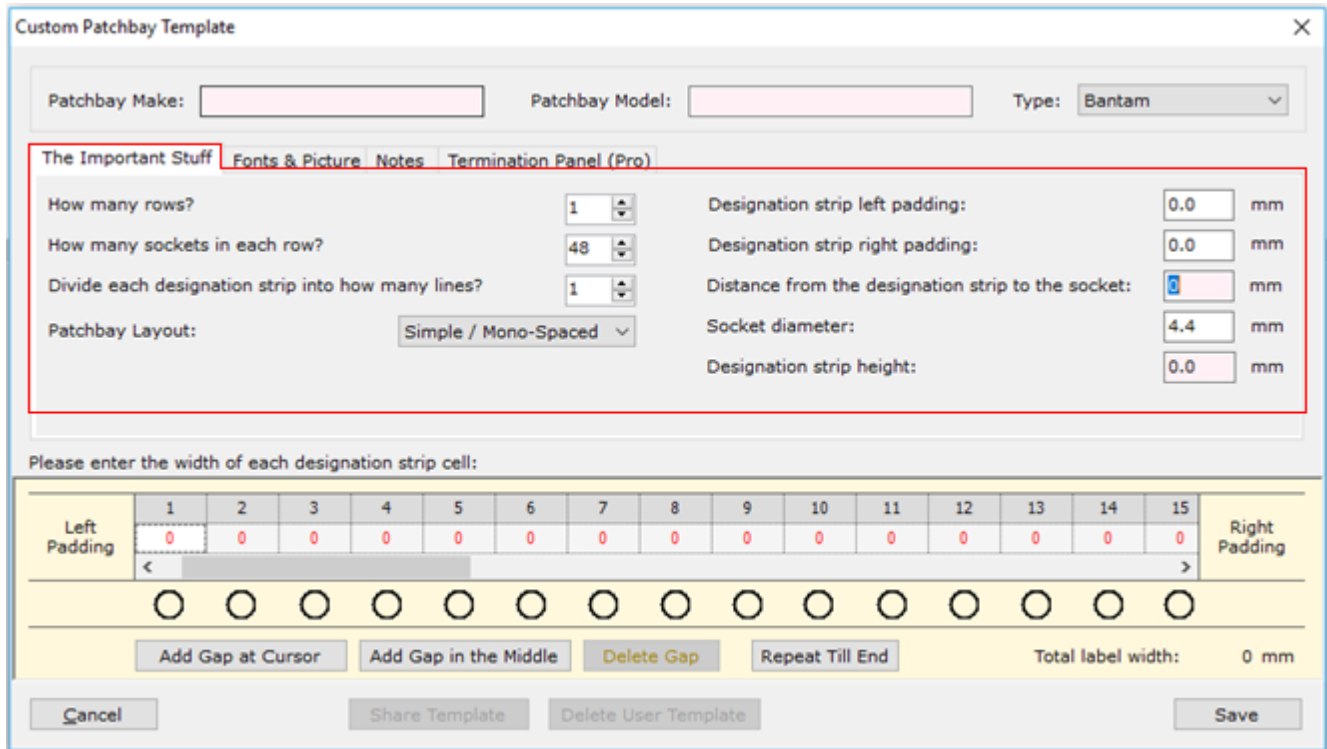 Custom Patchbay Template
Patchbay Make: Patchbay Model: Type: Bantam
The Important Stuff Fonts & Picture Notes Termination Panel (Pro)
How many rows? 1 Designation strip left padding: 0.0 mm
How many sockets in each row? 48 Designation strip right padding: 0.0 mm
Divide each designation strip into how many lines? 1 Distance from the designation strip to the socket: 0 mm
Patchbay Layout: Simple / Mono-Spaced Socket diameter: 4.4 mm
Designation strip height: 0.0 mm
Please enter the width of each designation strip cell:
1 2 3 4 5 6 7 8 9 10 11 12 13 14 15
Left Padding 0 0 0 0 0 0 0 0 0 0 0 0 0 0 0 Right Padding
Add Gap at Cursor Add Gap in the Middle Delete Gap Repeat Till End Total label width: 0 mm
Cancel Share Template Delete User Template Save